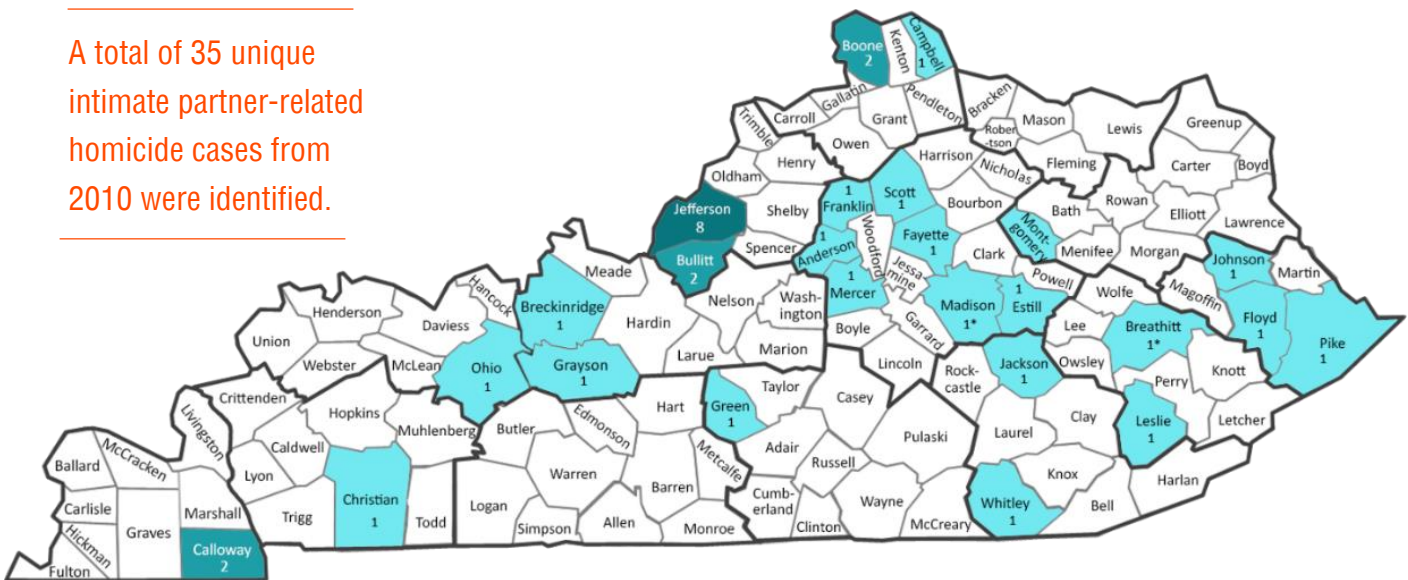 A total of 35 unique
intimate partner-related
homicide cases from
2010 were identified.
Boone
2
Kenton
Campbell
1
Gallatin
Pendleton
Carroll
Grant
Bracken
Trimble
Owen
Rober
-tson
Mason
Lewis
Greenup
Henry
Harrison
Nicholas
Fleming
Carter
Boyd
Oldham
Jefferson
8
Shelby
1
Franklin
Scott
1
Bourbon
Bath
Rowan
Elliott
Lawrence
Mont-
gomery
Woodford
Fayette
1
Spencer
1
Anderson
Clark
Menifee
Morgan
Bullitt
2
Meade
Jessa-
mine
Powell
Johnson
1
Martin
Hancock
Breckinridge
1
Nelson
Wash-
ington
1
Mercer
Madison
1*
1
Estill
Wolfe
Magoffin
Henderson
Daviess
Hardin
Boyle
Garrard
Lee
Breathitt
1*
Floyd
1
Pike
1
Union
Webster
McLean
Ohio
1
Grayson
1
Larue
Marion
Lincoln
Rock-
castle
Jackson
1
Owsley
Perry
Knott
Crittenden
Livingston
Hopkins
Muhlenberg
Butler
Edmonson
Hart
Green
1
Taylor
Casey
Pulaski
Laurel
Clay
Leslie
1
Letcher
Caldwell
Adair
Ballard
McCracken
Lyon
Warren
Metcalfe
Russell
Knox
Harlan
Carlisle
Marshall
Christian
1
Barren
Cumb-
erland
Wayne
Whitley
1
Bell
Hickman
Graves
Trigg
Todd
Logan
Simpson
Allen
Monroe
Clinton
McCreary
Calloway
2
Fulton